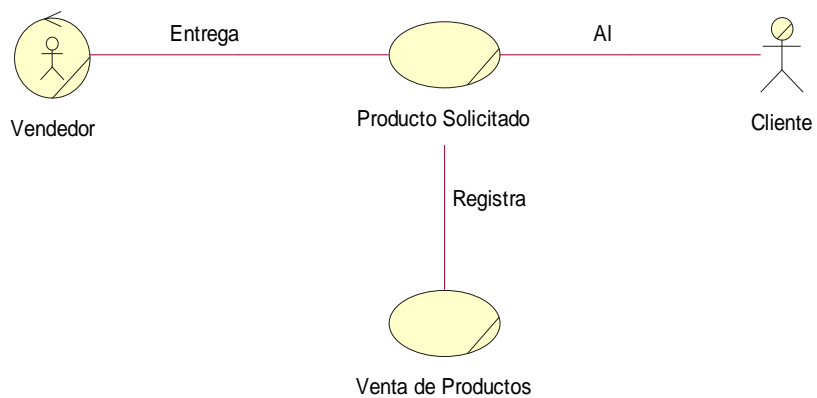 Entrega
Al
Vendedor
Producto Solicitado
Cliente
Registra
Venta de Productos